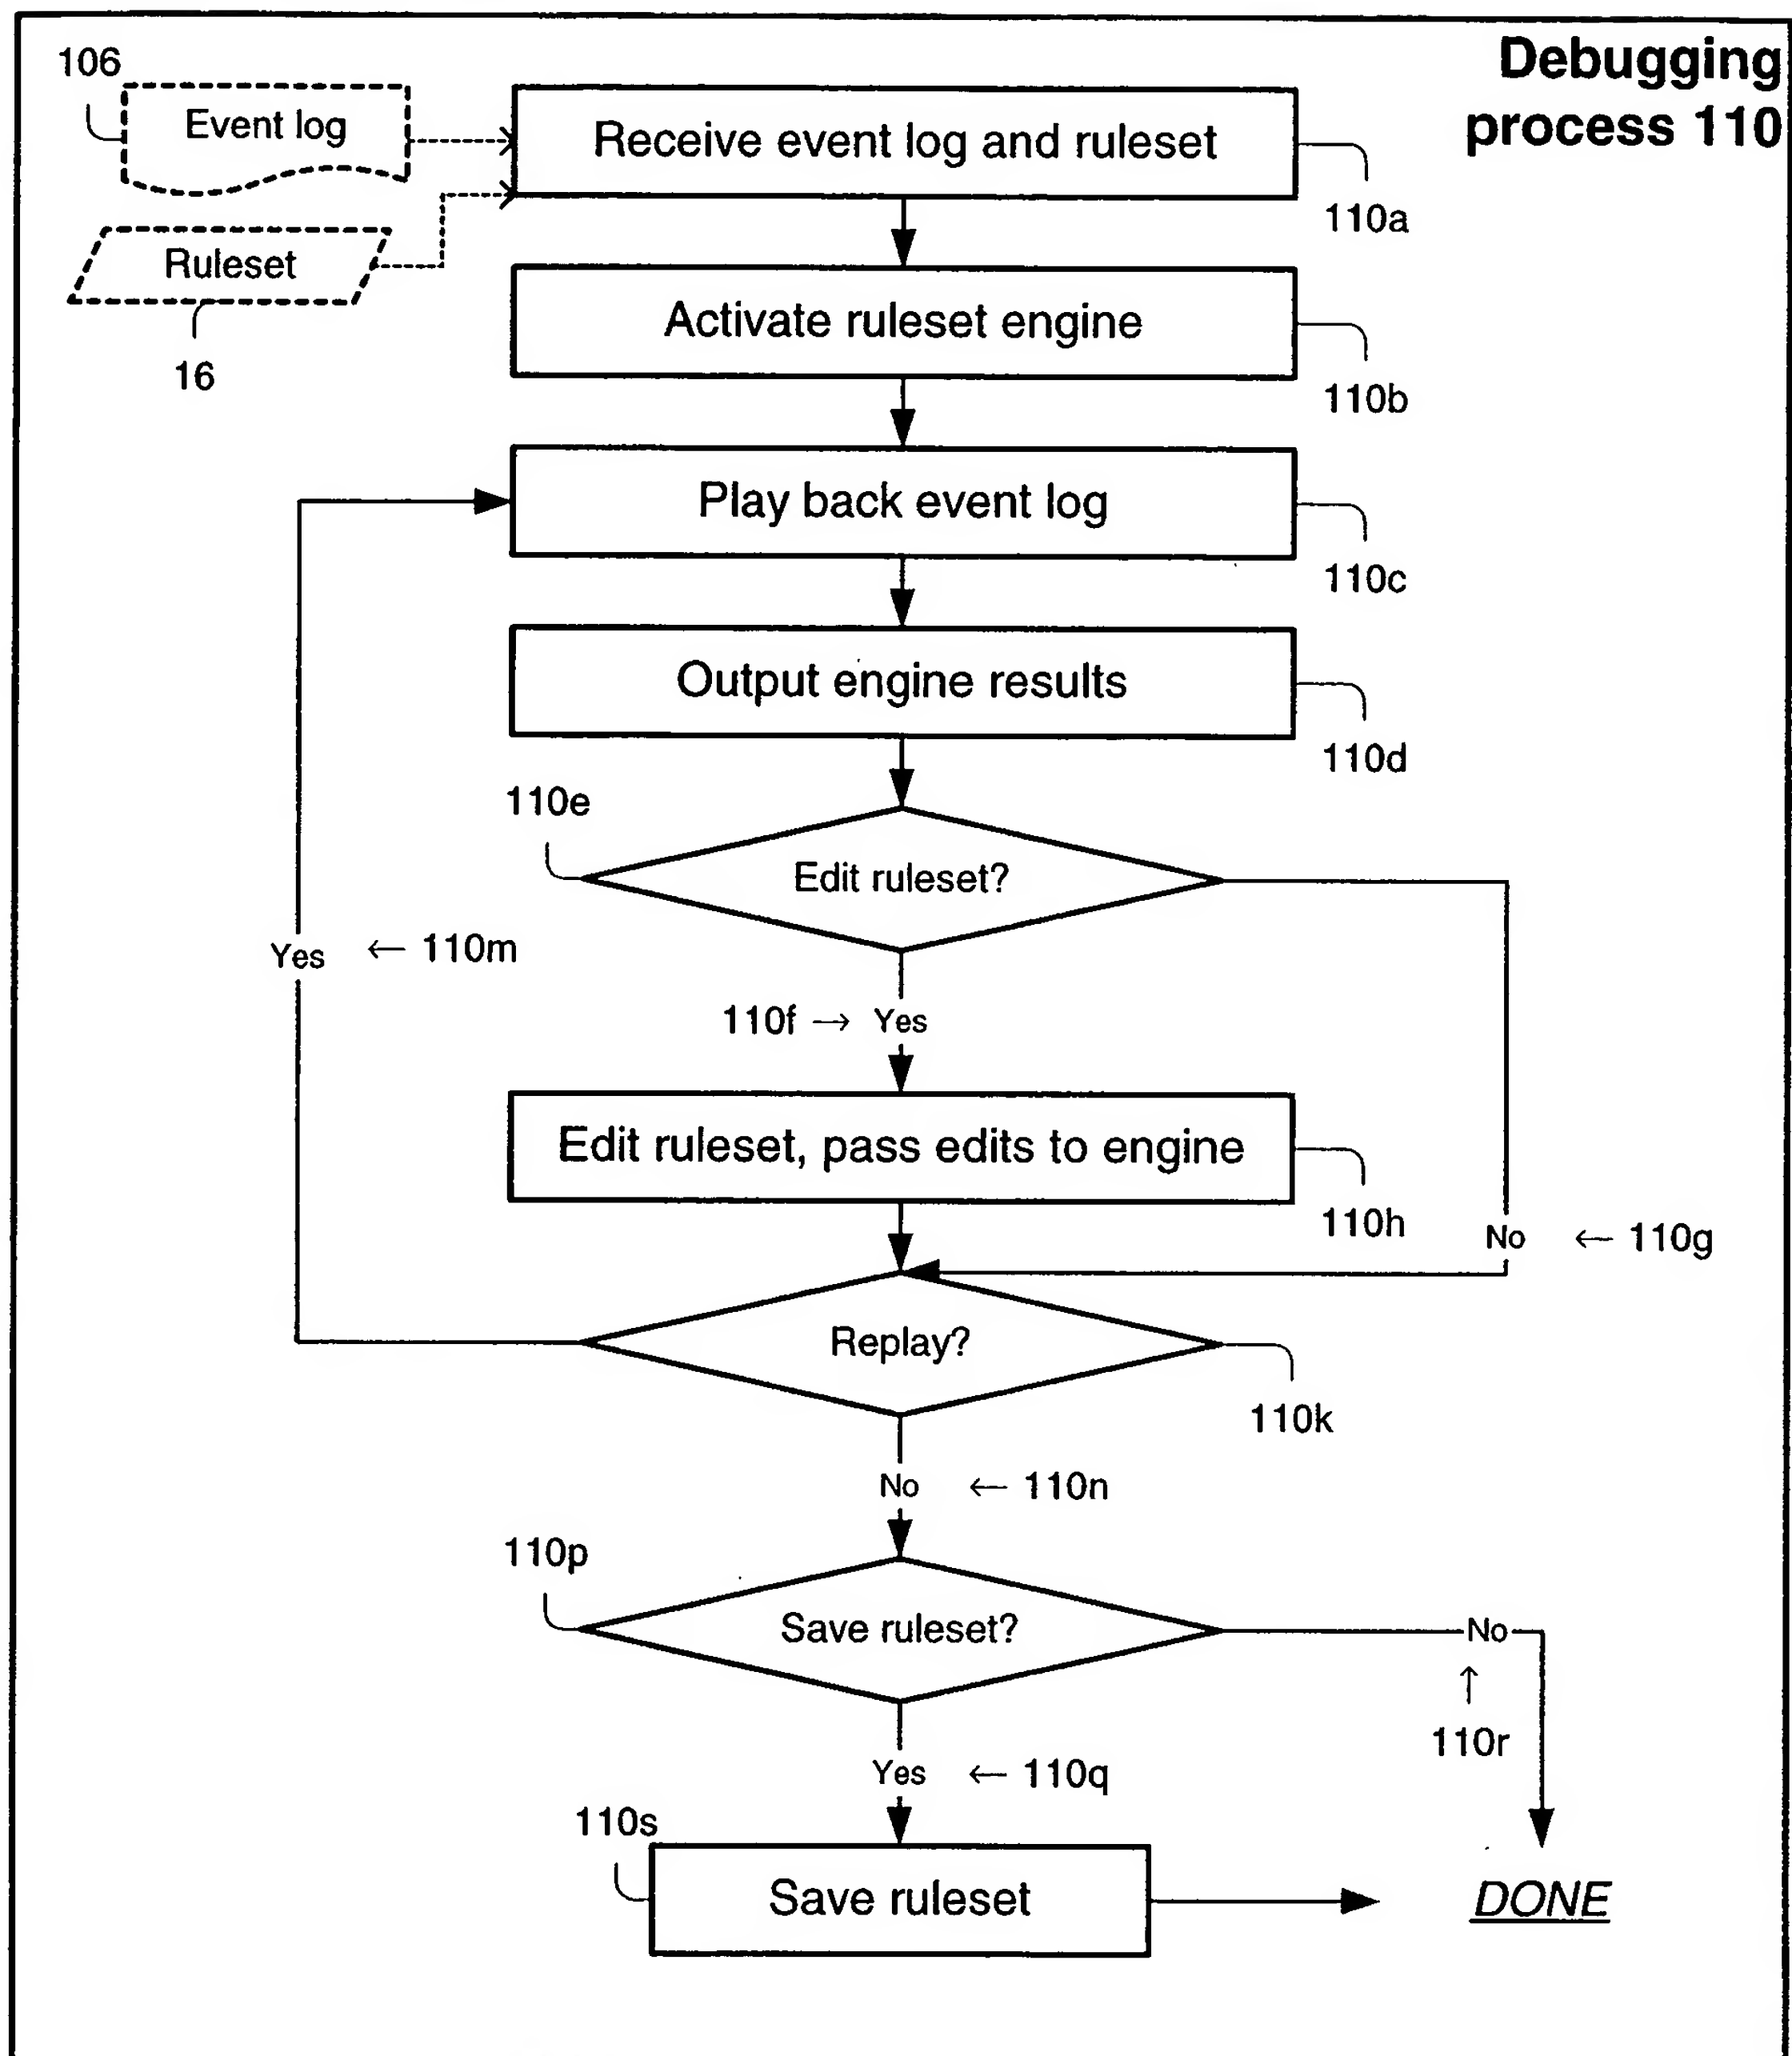 Debugging
process 110
106
Event log
Receive event log and ruleset
110a
Ruleset
16
Activate ruleset engine
110b
Play back event log
110c
Output engine results
110d
110e
Edit ruleset?
Yes ← 110m
110f → Yes
Edit ruleset, pass edits to engine
110h
No ← 110g
Replay?
110k
No ← 110n
110p
Save ruleset?
No
↑
110r
Yes ← 110q
110s
Save ruleset
DONE